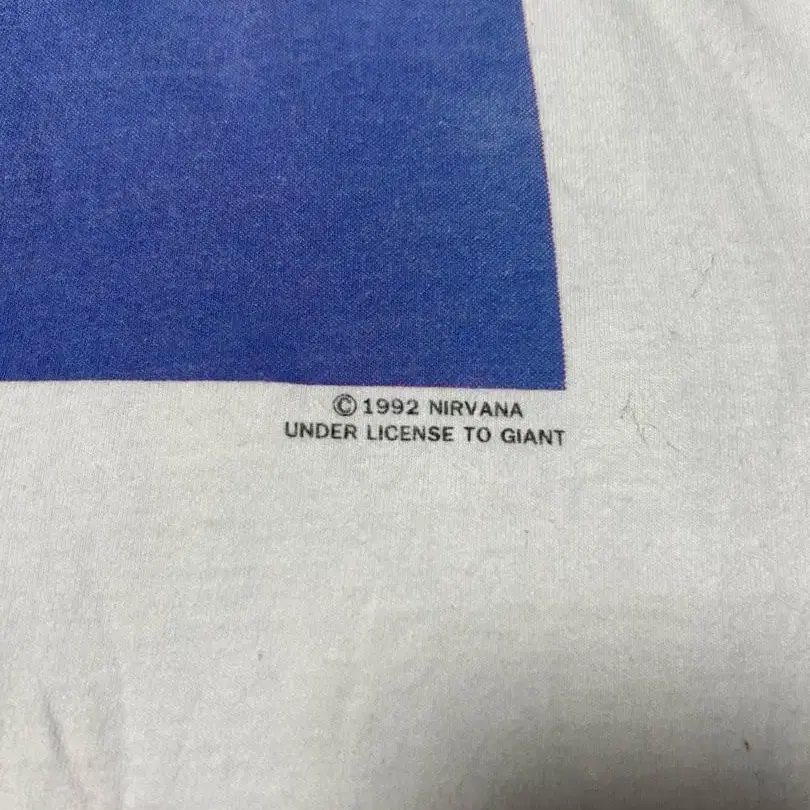 © 1992 NIRVANA
UNDER LICENSE TO GIANT